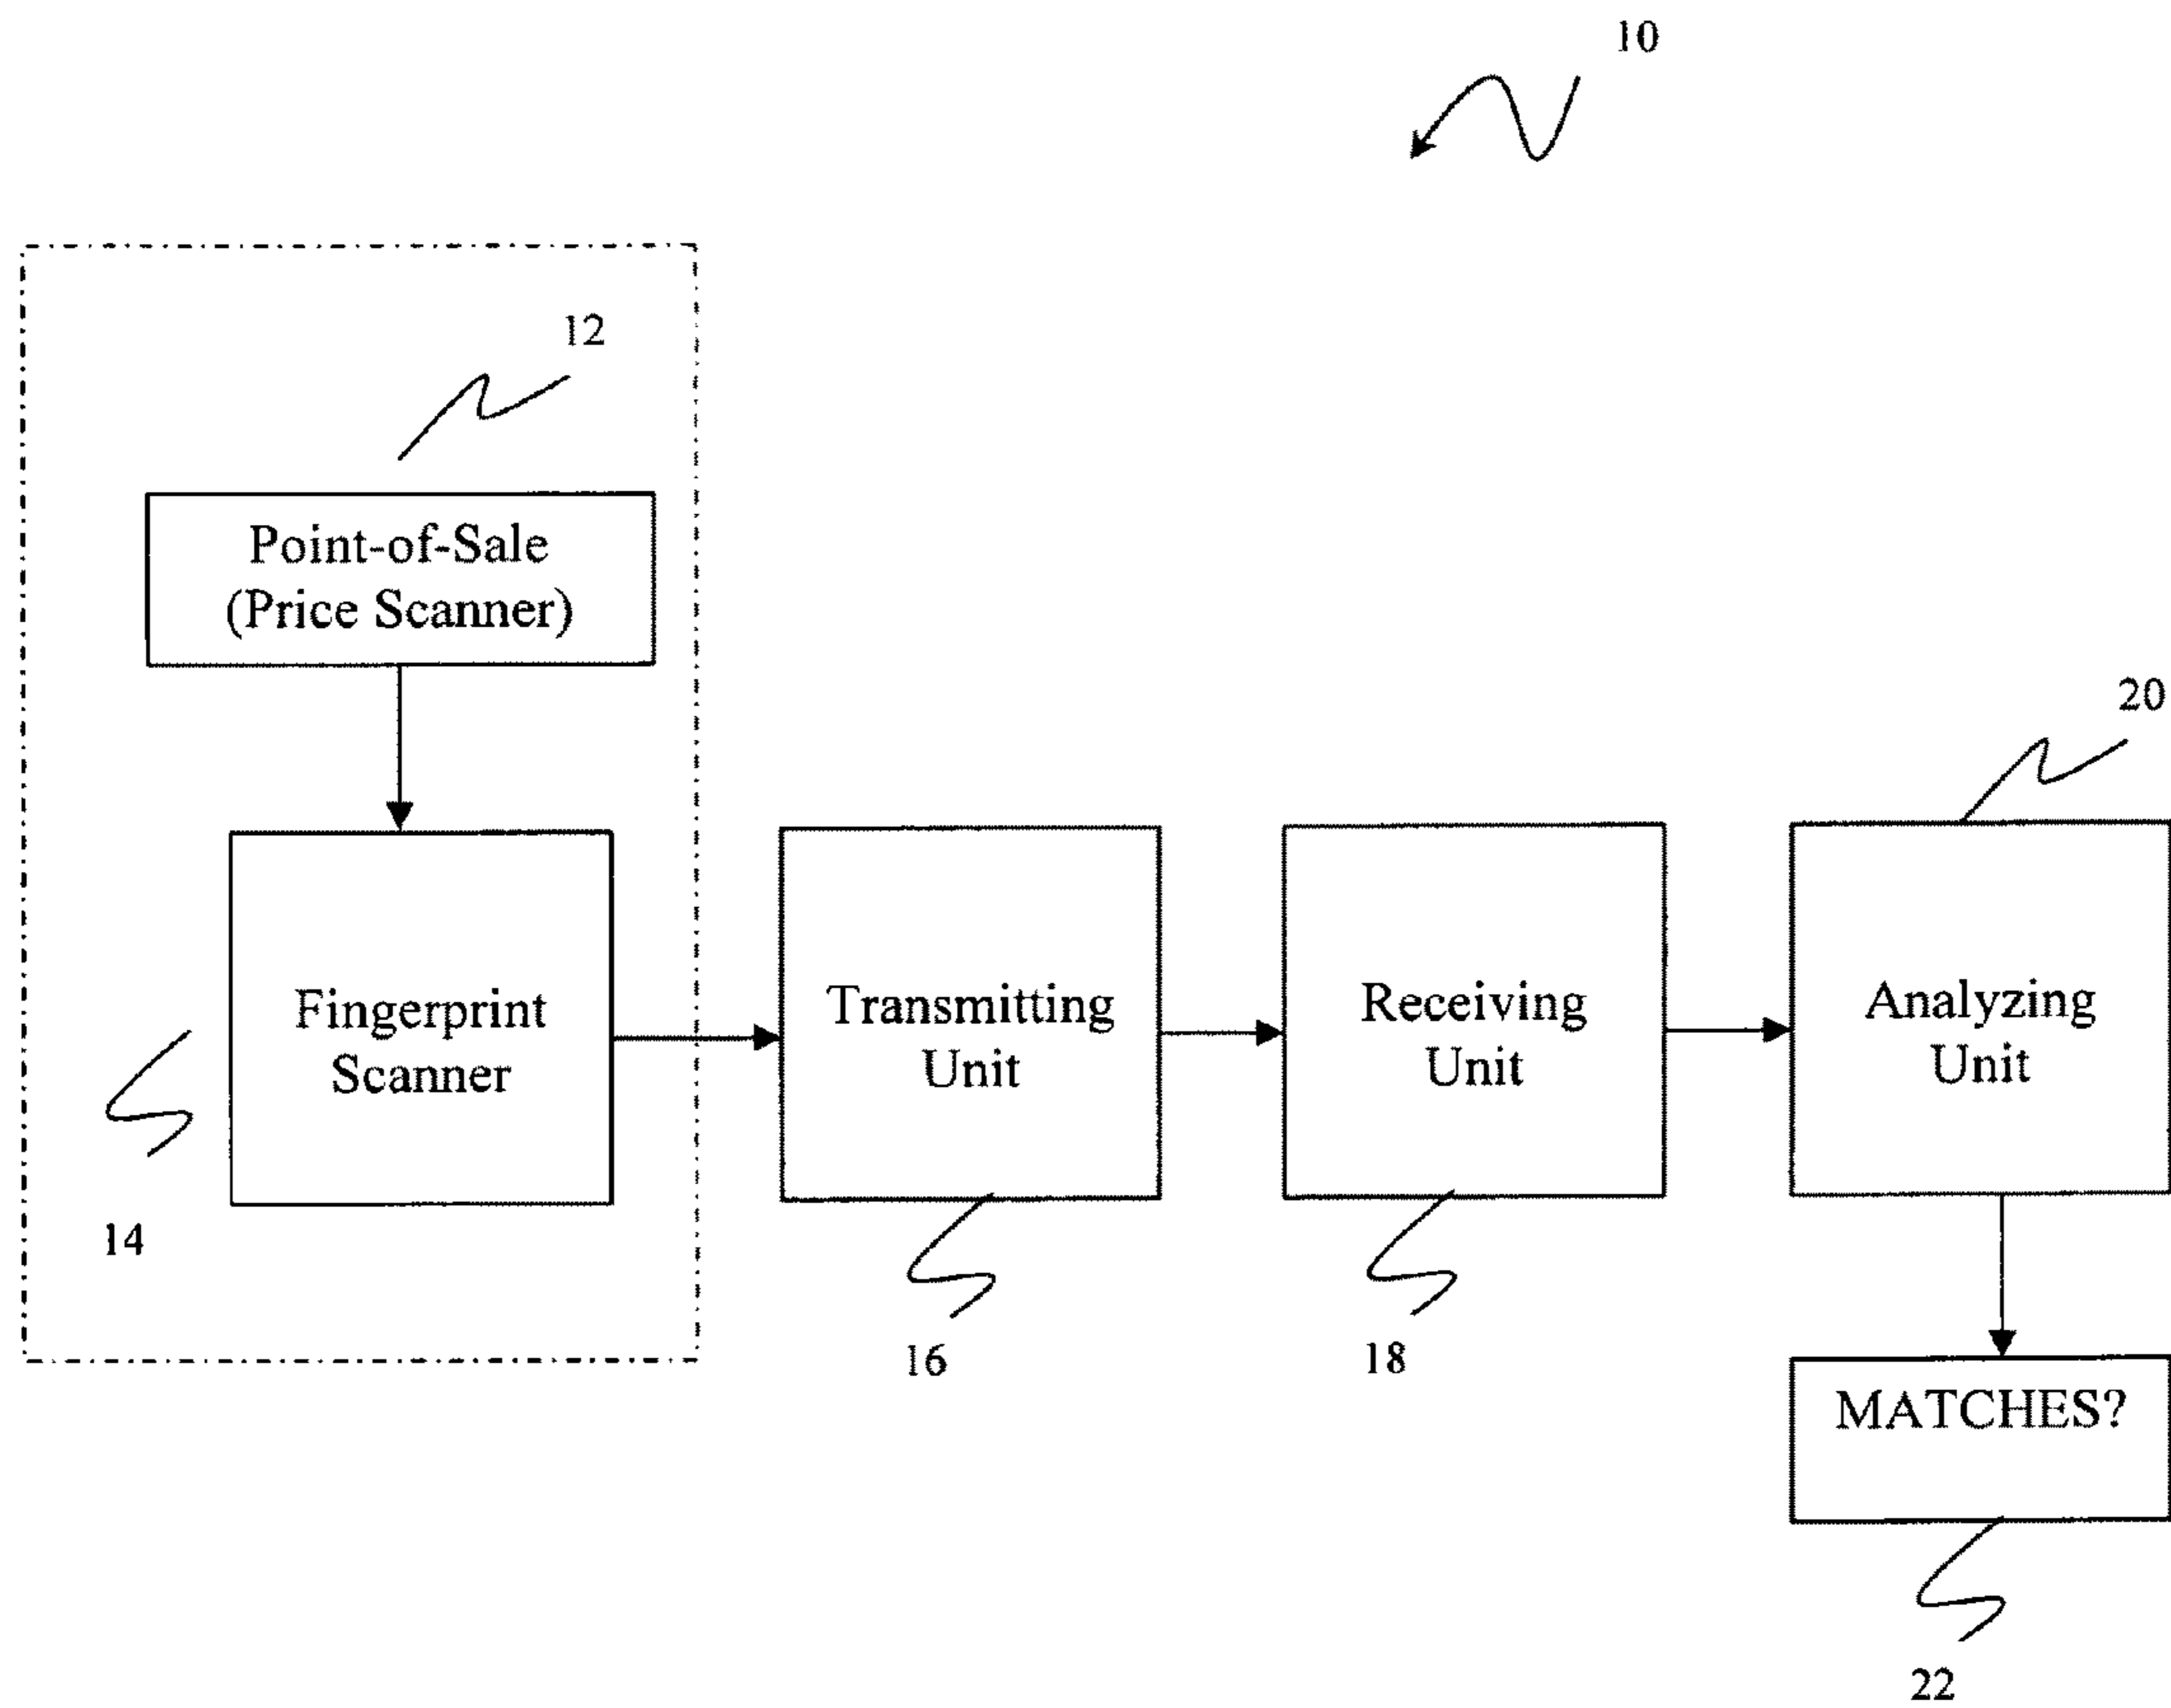 10
12
Point-of-Sale
(Price Scanner)
20
Fingerprint
Scanner
Transmitting
Unit
Receiving
Unit
Analyzing
Unit
14
16
18
MATCHES?
22